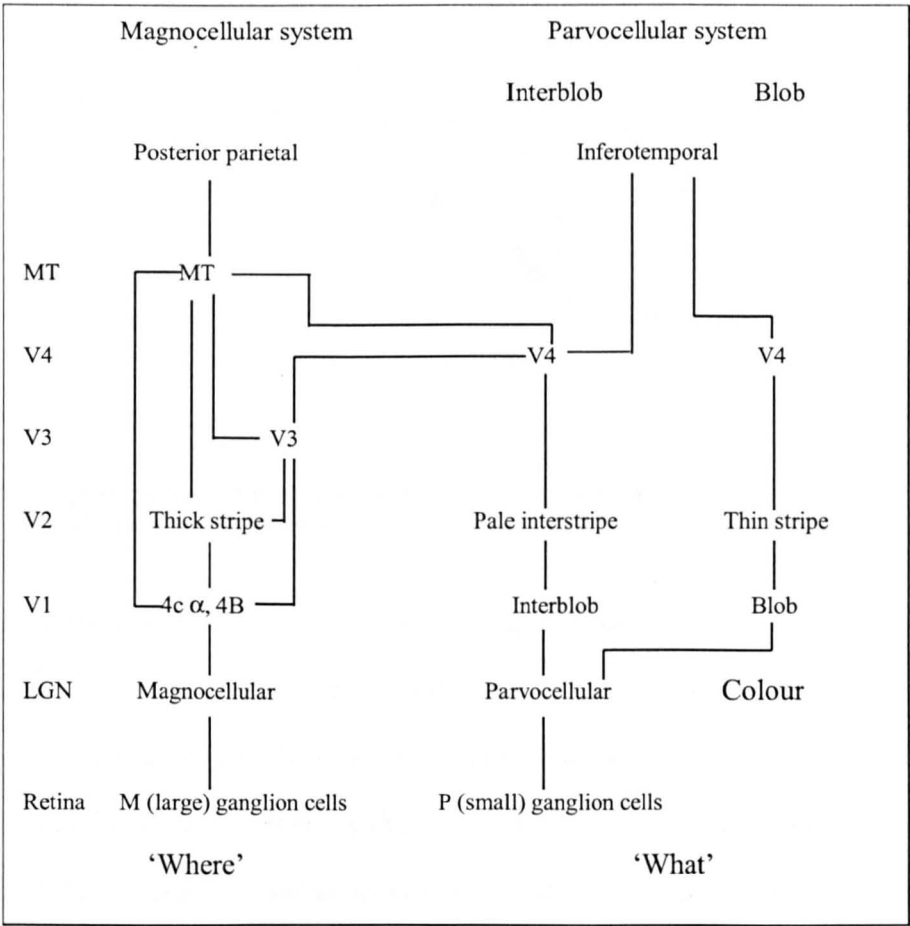 Magnocellular system Parvocellular system
Interblob Blob
Posterior parietal Inferotemporal
MT MT
V4 V4 V4
V3 V3
V2 Thick stripe Pale interstripe Thin stripe
V1 4c α, 4B Interblob Blob
LGN Magnocellular Parvocellular Colour
Retina M (large) ganglion cells P (small) ganglion cells
‘Where’ ‘What’